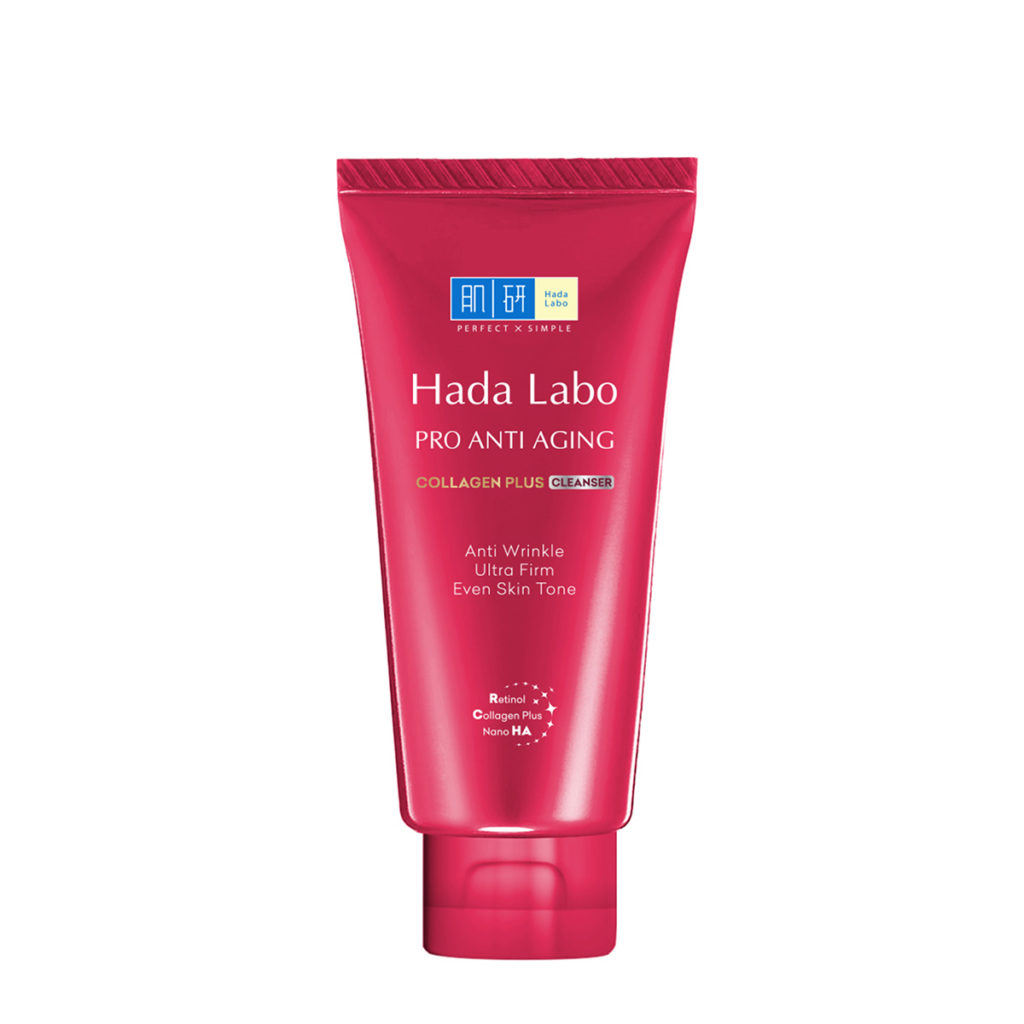 肌研 Hada
Labo
PERFECT × SIMPLE
Hada Labo
PRO ANTI AGING
COLLAGEN PLUS CLEANSER
Anti Wrinkle
Ultra Firm
Even Skin Tone
Retinol
Collagen Plus
Nano HA